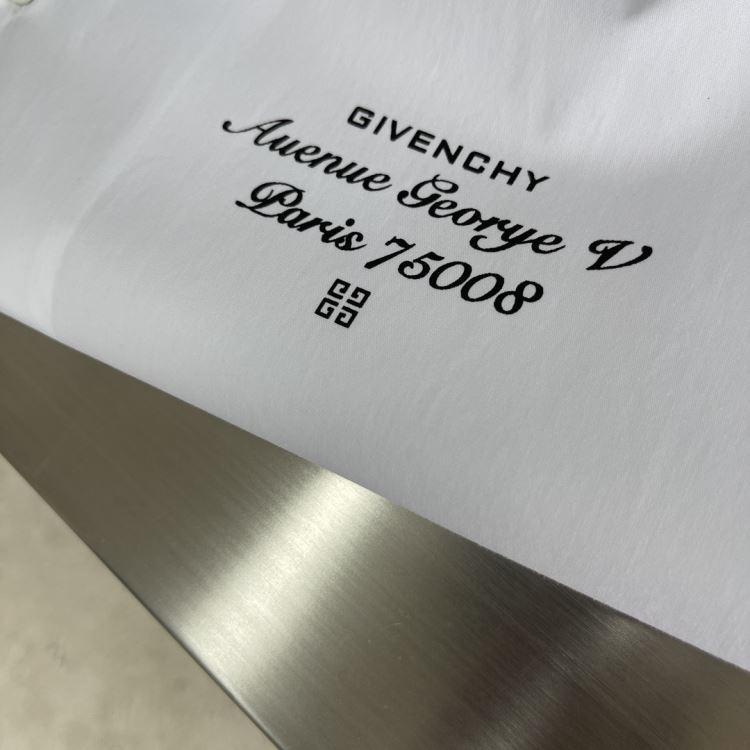 GIVENCHY
Avenue George V
Paris 75008